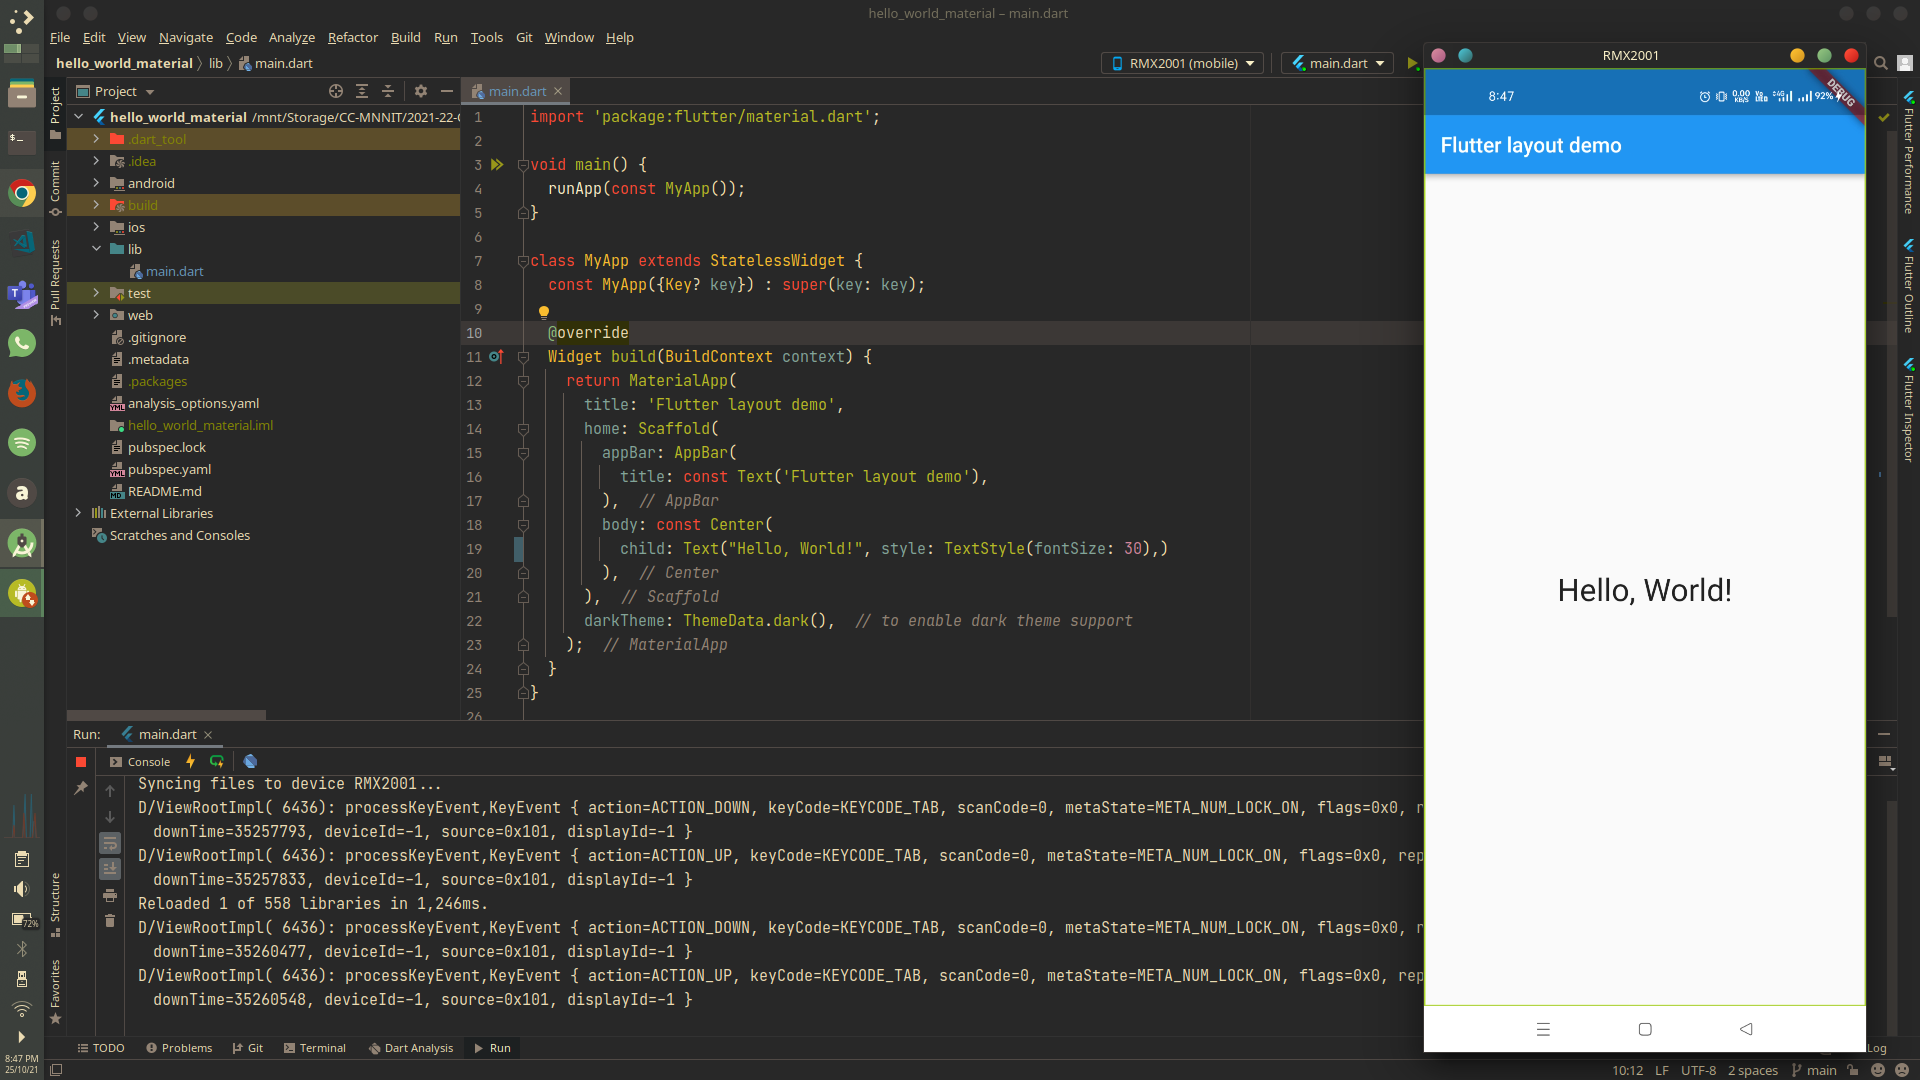 hello_world_material – main.dart
File Edit View Navigate Code Analyze Refactor Build Run Tools Git Window Help
hello_world_material lib main.dart
RMX2001 (mobile) main.dart
Project
main.dart
Project
Commit
Pull Requests
Structure
Favorites
hello_world_material /mnt/Storage/CC-MNNIT/2021-22-
.dart_tool
.idea
android
build
ios
lib
main.dart
test
web
.gitignore
.metadata
.packages
analysis_options.yaml
hello_world_material.iml
pubspec.lock
pubspec.yaml
README.md
External Libraries
Scratches and Consoles
1 import 'package:flutter/material.dart';
2
3 void main() {
4 runApp(const MyApp());
5 }
6
7 class MyApp extends StatelessWidget {
8 const MyApp({Key? key}) : super(key: key);
9
10 @override
11 Widget build(BuildContext context) {
12 return MaterialApp(
13 title: 'Flutter layout demo',
14 home: Scaffold(
15 appBar: AppBar(
16 title: const Text('Flutter layout demo'),
17 ), // AppBar
18 body: const Center(
19 child: Text("Hello, World!", style: TextStyle(fontSize: 30),)
20 ), // Center
21 ), // Scaffold
22 darkTheme: ThemeData.dark(), // to enable dark theme support
23 ); // MaterialApp
24 }
25 }
26
Run: main.dart
Console
Syncing files to device RMX2001...
D/ViewRootImpl( 6436): processKeyEvent,KeyEvent { action=ACTION_DOWN, keyCode=KEYCODE_TAB, scanCode=0, metaState=META_NUM_LOCK_ON, flags=0x0, r
downTime=35257793, deviceId=-1, source=0x101, displayId=-1 }
D/ViewRootImpl( 6436): processKeyEvent,KeyEvent { action=ACTION_UP, keyCode=KEYCODE_TAB, scanCode=0, metaState=META_NUM_LOCK_ON, flags=0x0, rep
downTime=35257833, deviceId=-1, source=0x101, displayId=-1 }
Reloaded 1 of 558 libraries in 1,246ms.
D/ViewRootImpl( 6436): processKeyEvent,KeyEvent { action=ACTION_DOWN, keyCode=KEYCODE_TAB, scanCode=0, metaState=META_NUM_LOCK_ON, flags=0x0, r
downTime=35260477, deviceId=-1, source=0x101, displayId=-1 }
D/ViewRootImpl( 6436): processKeyEvent,KeyEvent { action=ACTION_UP, keyCode=KEYCODE_TAB, scanCode=0, metaState=META_NUM_LOCK_ON, flags=0x0, rep
downTime=35260548, deviceId=-1, source=0x101, displayId=-1 }
TODO Problems Git Terminal Dart Analysis Run
Log
10:12 LF UTF-8 2 spaces main
72%
8:47 PM
25/10/21
RMX2001
8:47
0.00 KB/S
92%
DEBUG
Flutter layout demo
Hello, World!
Flutter Performance
Flutter Outline
Flutter Inspector